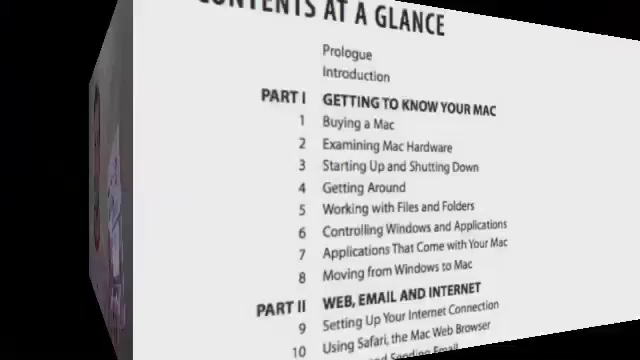 CONTENTS AT A GLANCE
Prologue
Introduction
PART I GETTING TO KNOW YOUR MAC
1 Buying a Mac
2 Examining Mac Hardware
3 Starting Up and Shutting Down
4 Getting Around
5 Working with Files and Folders
6 Controlling Windows and Applications
7 Applications That Come with Your Mac
8 Moving from Windows to Mac
PART II WEB, EMAIL AND INTERNET
9 Setting Up Your Internet Connection
10 Using Safari, the Mac Web Browser
and Sending Email